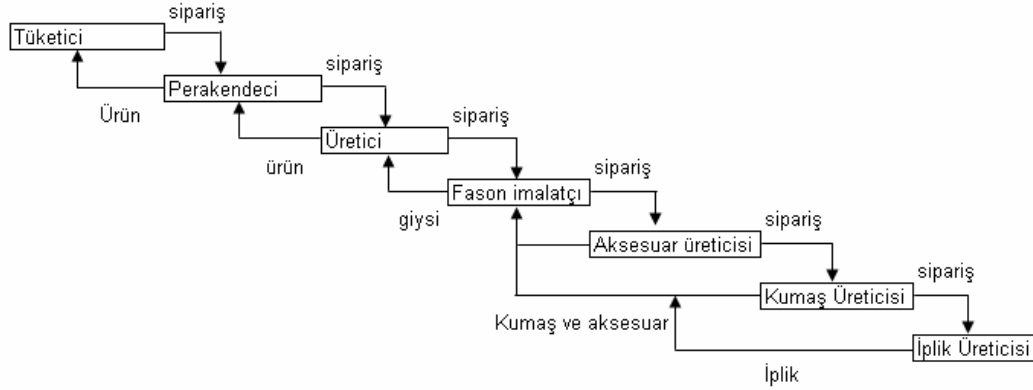 sipariş
Tüketici
sipariş
Perakendeci
Ürün
sipariş
Üretici
ürün
sipariş
Fason imalatçı
giysi
sipariş
Aksesuar üreticisi
sipariş
Kumaş Üreticisi
Kumaş ve aksesuar
İplik Üreticisi
İplik